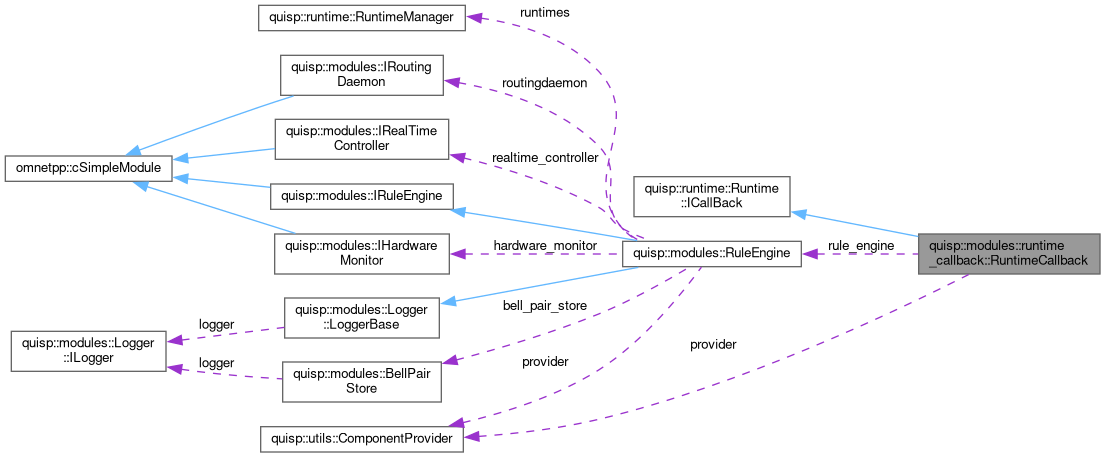 quisp::runtime::RuntimeManager
runtimes
quisp::modules::IRouting
Daemon
routingdaemon
quisp::modules::IRealTime
Controller
realtime_controller
omnetpp::cSimpleModule
quisp::modules::IRuleEngine
quisp::runtime::Runtime
::ICallBack
quisp::modules::IHardware
Monitor
hardware_monitor
quisp::modules::RuleEngine
rule_engine
quisp::modules::runtime
_callback::RuntimeCallback
quisp::modules::Logger
::LoggerBase
bell_pair_store
logger
quisp::modules::Logger
::ILogger
logger
quisp::modules::BellPair
Store
provider
provider
quisp::utils::ComponentProvider